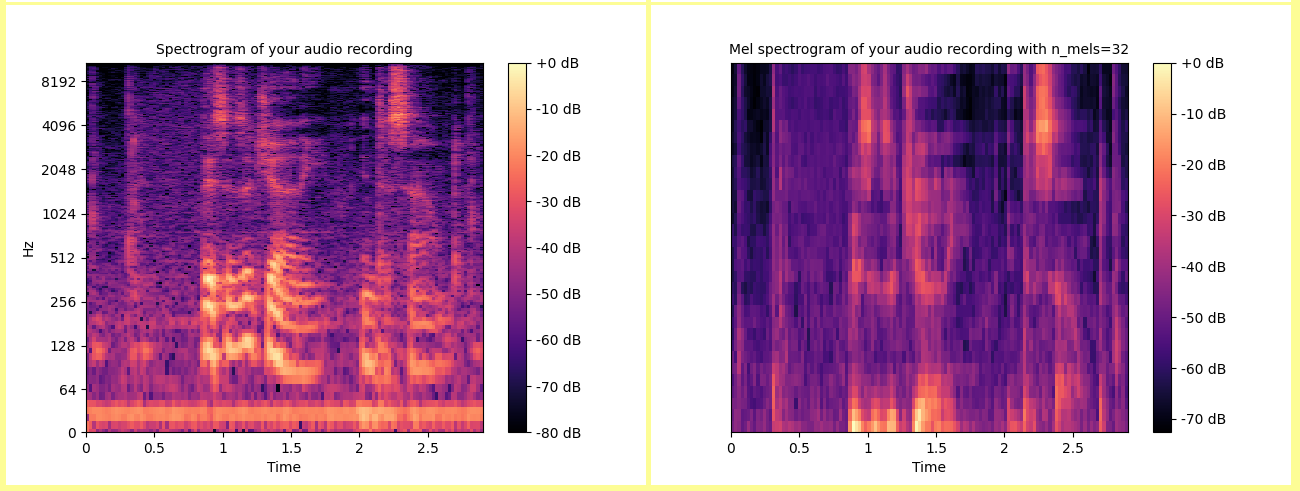 Spectrogram of your audio recording
Hz
8192
4096
2048
1024
512
256
128
64
0
0 0.5 1 1.5 2 2.5
Time
+0 dB
-10 dB
-20 dB
-30 dB
-40 dB
-50 dB
-60 dB
-70 dB
-80 dB
Mel spectrogram of your audio recording with n_mels=32
0 0.5 1 1.5 2 2.5
Time
+0 dB
-10 dB
-20 dB
-30 dB
-40 dB
-50 dB
-60 dB
-70 dB